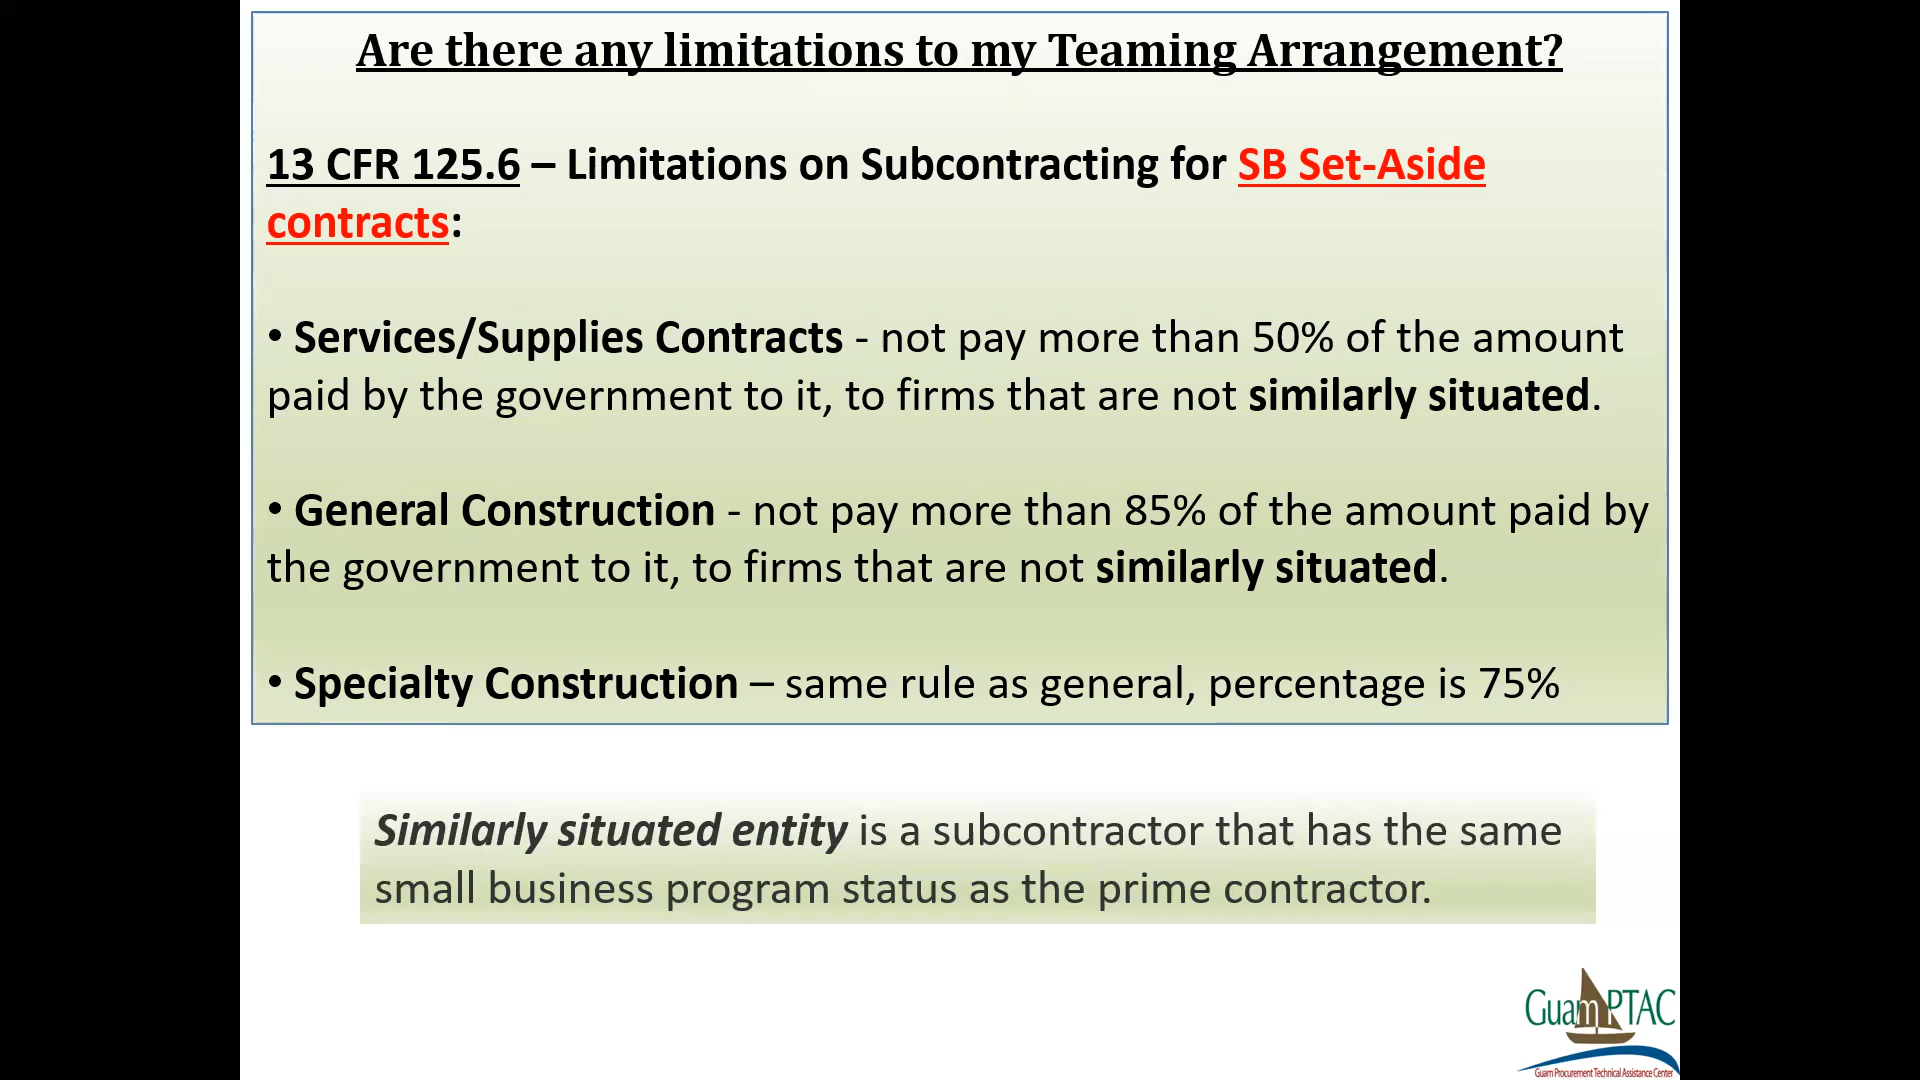 Are there any limitations to my Teaming Arrangement?
13 CFR 125.6 – Limitations on Subcontracting for SB Set-Aside
contracts:
• Services/Supplies Contracts - not pay more than 50% of the amount
paid by the government to it, to firms that are not similarly situated.
• General Construction - not pay more than 85% of the amount paid by
the government to it, to firms that are not similarly situated.
• Specialty Construction – same rule as general, percentage is 75%
Similarly situated entity is a subcontractor that has the same
small business program status as the prime contractor.
Guam PTAC
Guam Procurement Technical Assistance Center